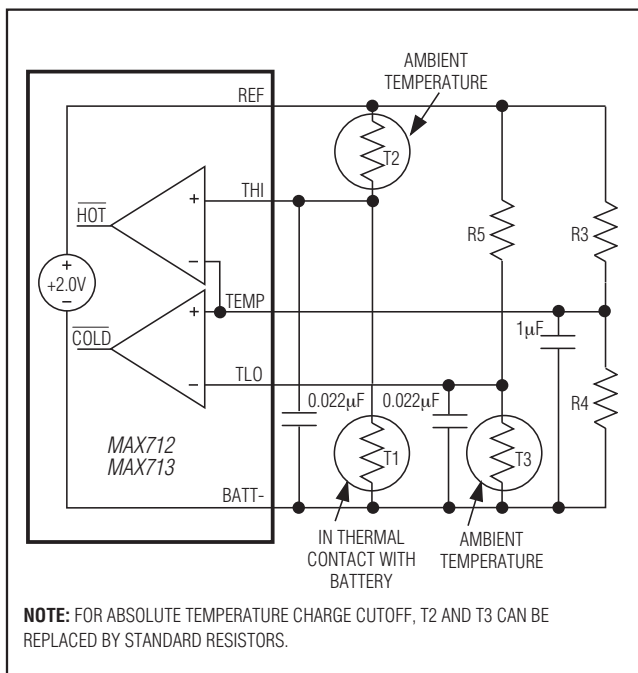 AMBIENT
TEMPERATURE
REF
T2
THI
+
HOT
R5
R3
−
+
+2.0V
−
TEMP
+
COLD
1µF
TLO
−
0.022µF
0.022µF
R4
MAX712
MAX713
T1
T3
BATT-
IN THERMAL
CONTACT WITH
BATTERY
AMBIENT
TEMPERATURE
NOTE: FOR ABSOLUTE TEMPERATURE CHARGE CUTOFF, T2 AND T3 CAN BE
REPLACED BY STANDARD RESISTORS.